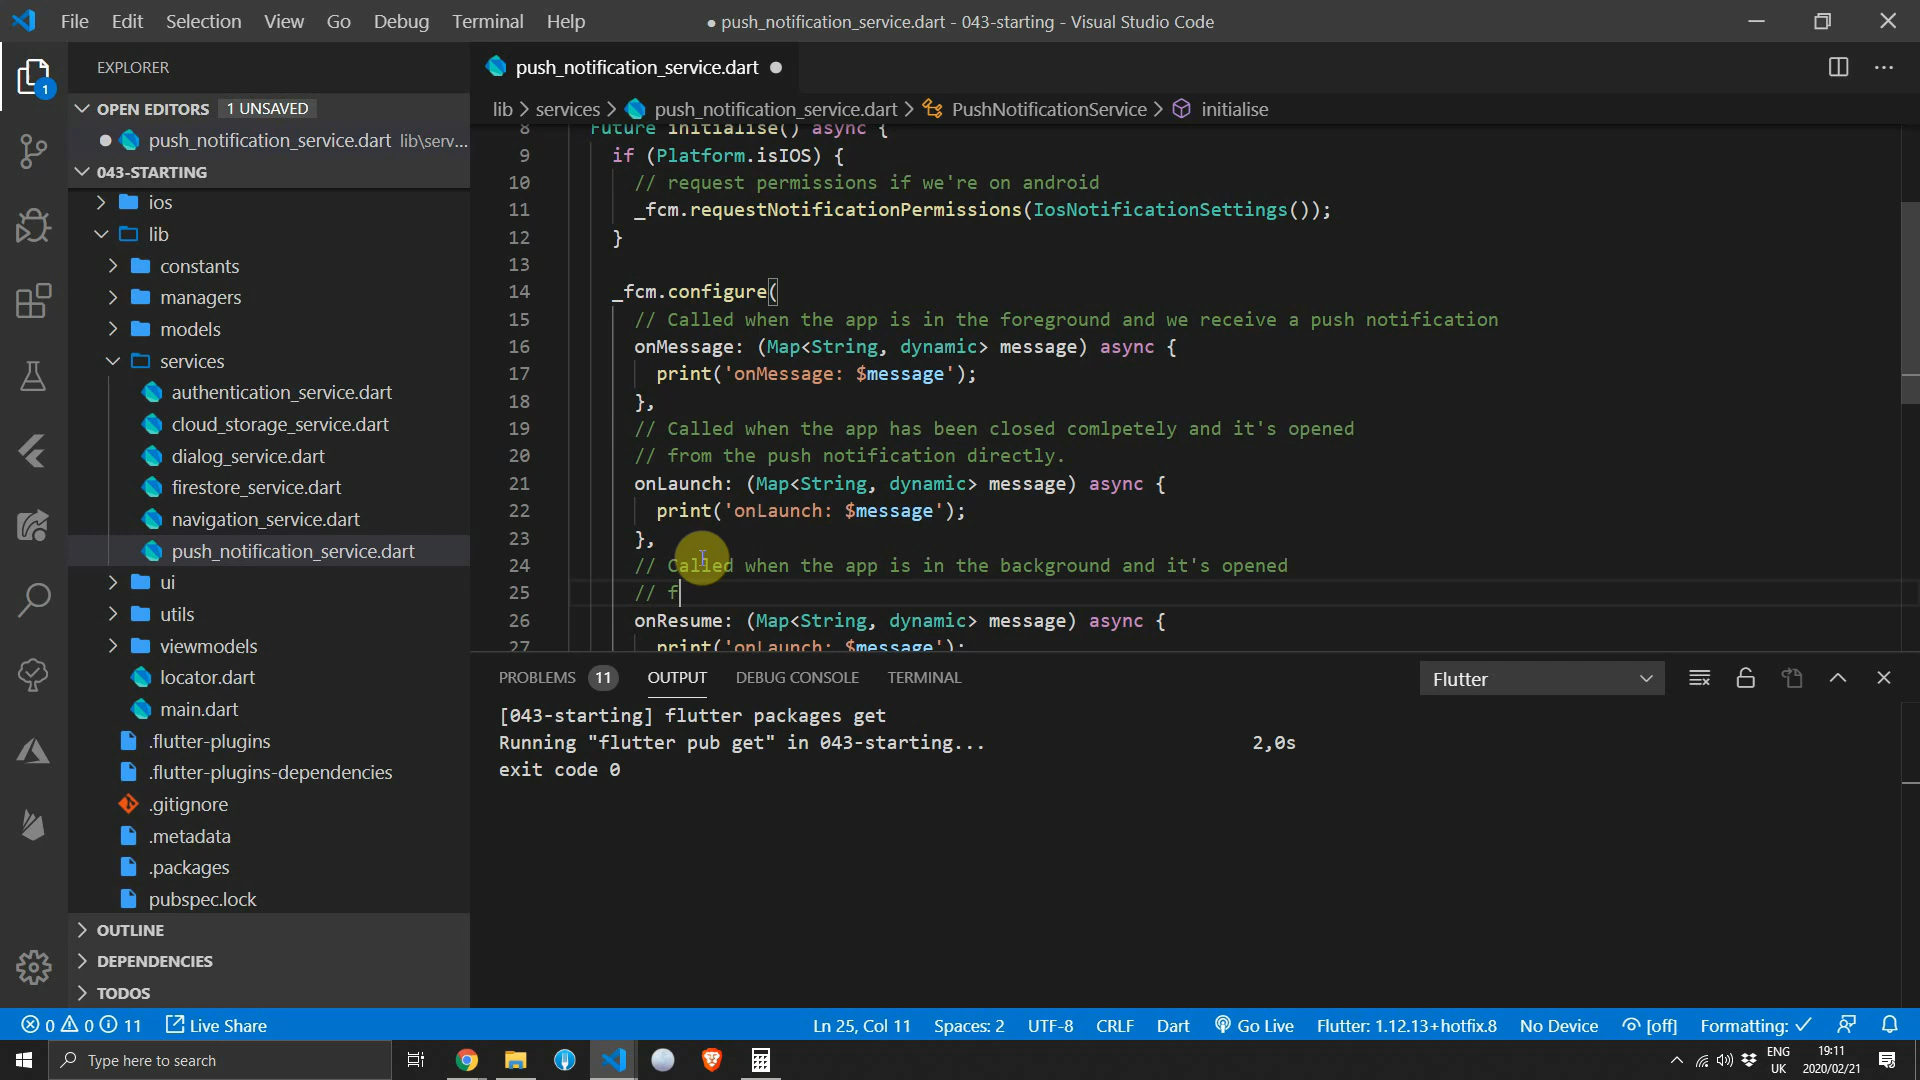 File Edit Selection View Go Debug Terminal Help
● push_notification_service.dart - 043-starting - Visual Studio Code
EXPLORER
OPEN EDITORS 1 UNSAVED
push_notification_service.dart lib\serv...
043-STARTING
ios
lib
constants
managers
models
services
authentication_service.dart
cloud_storage_service.dart
dialog_service.dart
firestore_service.dart
navigation_service.dart
push_notification_service.dart
ui
utils
viewmodels
locator.dart
main.dart
.flutter-plugins
.flutter-plugins-dependencies
.gitignore
.metadata
.packages
pubspec.lock
OUTLINE
DEPENDENCIES
TODOS
1
push_notification_service.dart
lib > services > push_notification_service.dart > PushNotificationService > initialise
8 Future initialise() async {
9 if (Platform.isIOS) {
10 // request permissions if we're on android
11 _fcm.requestNotificationPermissions(IosNotificationSettings());
12 }
13
14 _fcm.configure(
15 // Called when the app is in the foreground and we receive a push notification
16 onMessage: (Map<String, dynamic> message) async {
17 print('onMessage: $message');
18 },
19 // Called when the app has been closed comlpetely and it's opened
20 // from the push notification directly.
21 onLaunch: (Map<String, dynamic> message) async {
22 print('onLaunch: $message');
23 },
24 // Called when the app is in the background and it's opened
25 // f
26 onResume: (Map<String, dynamic> message) async {
27 print('onLaunch: $message');
PROBLEMS 11 OUTPUT DEBUG CONSOLE TERMINAL
Flutter
[043-starting] flutter packages get
Running "flutter pub get" in 043-starting... 2,0s
exit code 0
0 0 11 Live Share
Ln 25, Col 11 Spaces: 2 UTF-8 CRLF Dart Go Live Flutter: 1.12.13+hotfix.8 No Device [off] Formatting: ✓
Type here to search
ENG
UK
19:11
2020/02/21